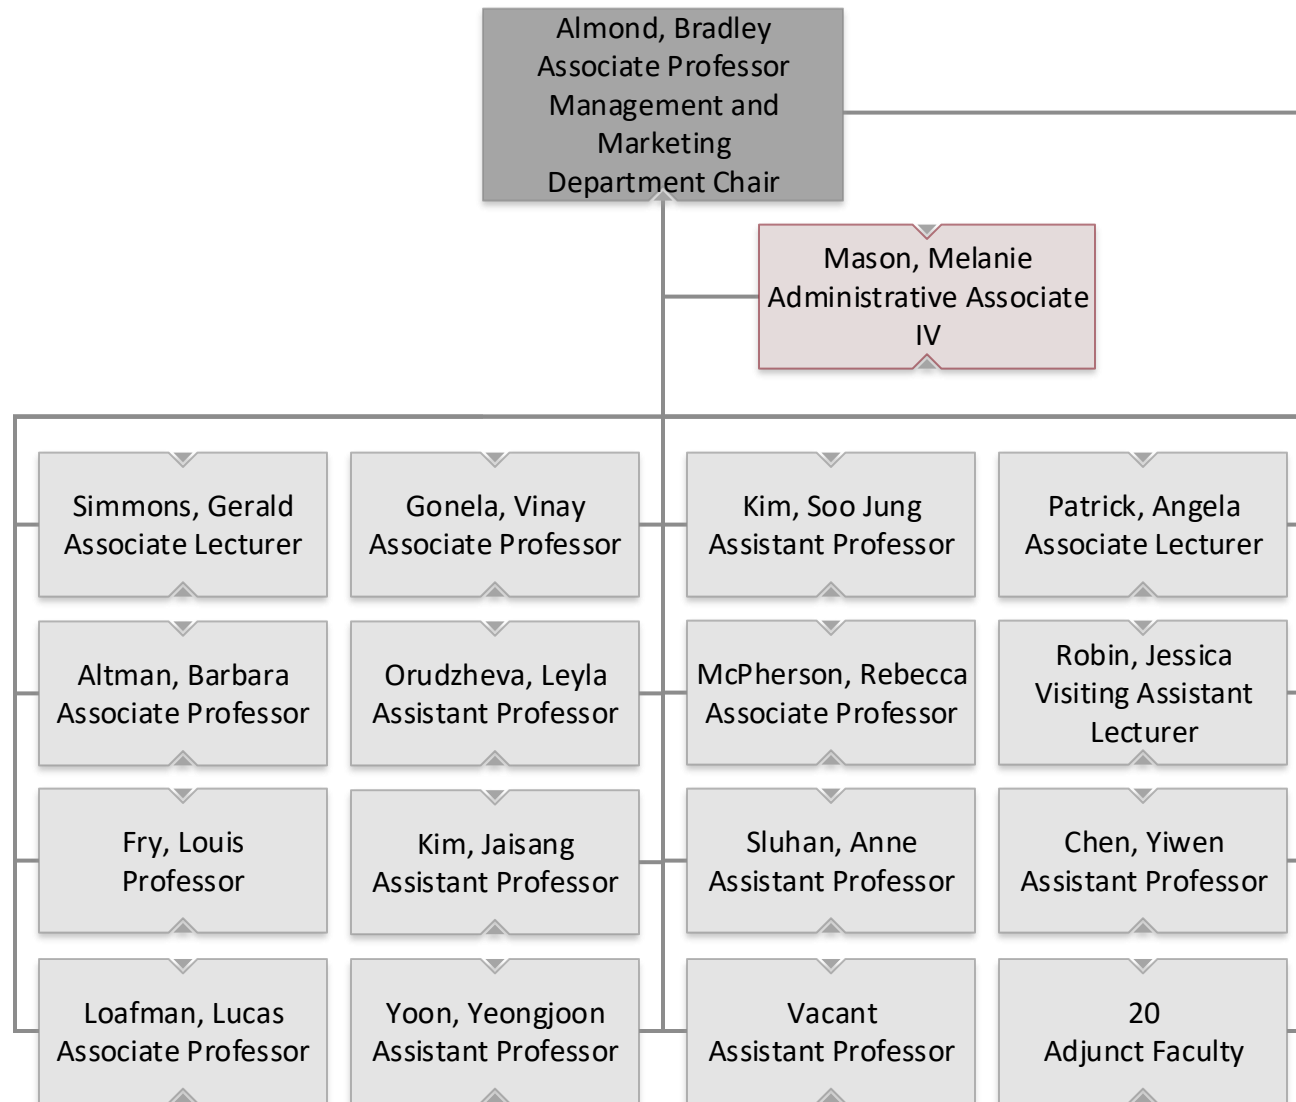 Almond, Bradley
Associate Professor
Management and
Marketing
Department Chair
Mason, Melanie
Administrative Associate
IV
Simmons, Gerald
Associate Lecturer
Gonela, Vinay
Associate Professor
Kim, Soo Jung
Assistant Professor
Patrick, Angela
Associate Lecturer
Altman, Barbara
Associate Professor
Orudzheva, Leyla
Assistant Professor
McPherson, Rebecca
Associate Professor
Robin, Jessica
Visiting Assistant
Lecturer
Fry, Louis
Professor
Kim, Jaisang
Assistant Professor
Sluhan, Anne
Assistant Professor
Chen, Yiwen
Assistant Professor
Loafman, Lucas
Associate Professor
Yoon, Yeongjoon
Assistant Professor
Vacant
Assistant Professor
20
Adjunct Faculty